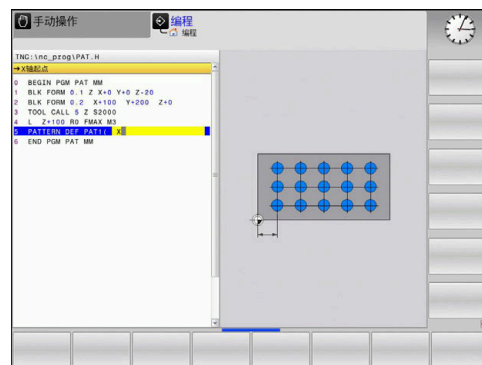 手动操作
编程
编程
TNC:\nc_prog\PAT.H
→X轴起点
0 BEGIN PGM PAT MM
1 BLK FORM 0.1 Z X+0 Y+0 Z-20
2 BLK FORM 0.2 X+100 Y+200 Z+0
3 TOOL CALL 5 Z S2000
4 L Z+100 R0 FMAX M3
5 PATTERN DEF PAT1( X
6 END PGM PAT MM